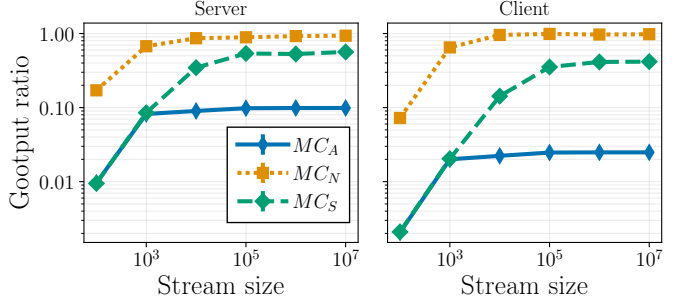 Server
Client
Gootput ratio
1.00
0.10
0.01
MC_A
MC_N
MC_S
10^3
10^5
10^7
10^3
10^5
10^7
Stream size
Stream size